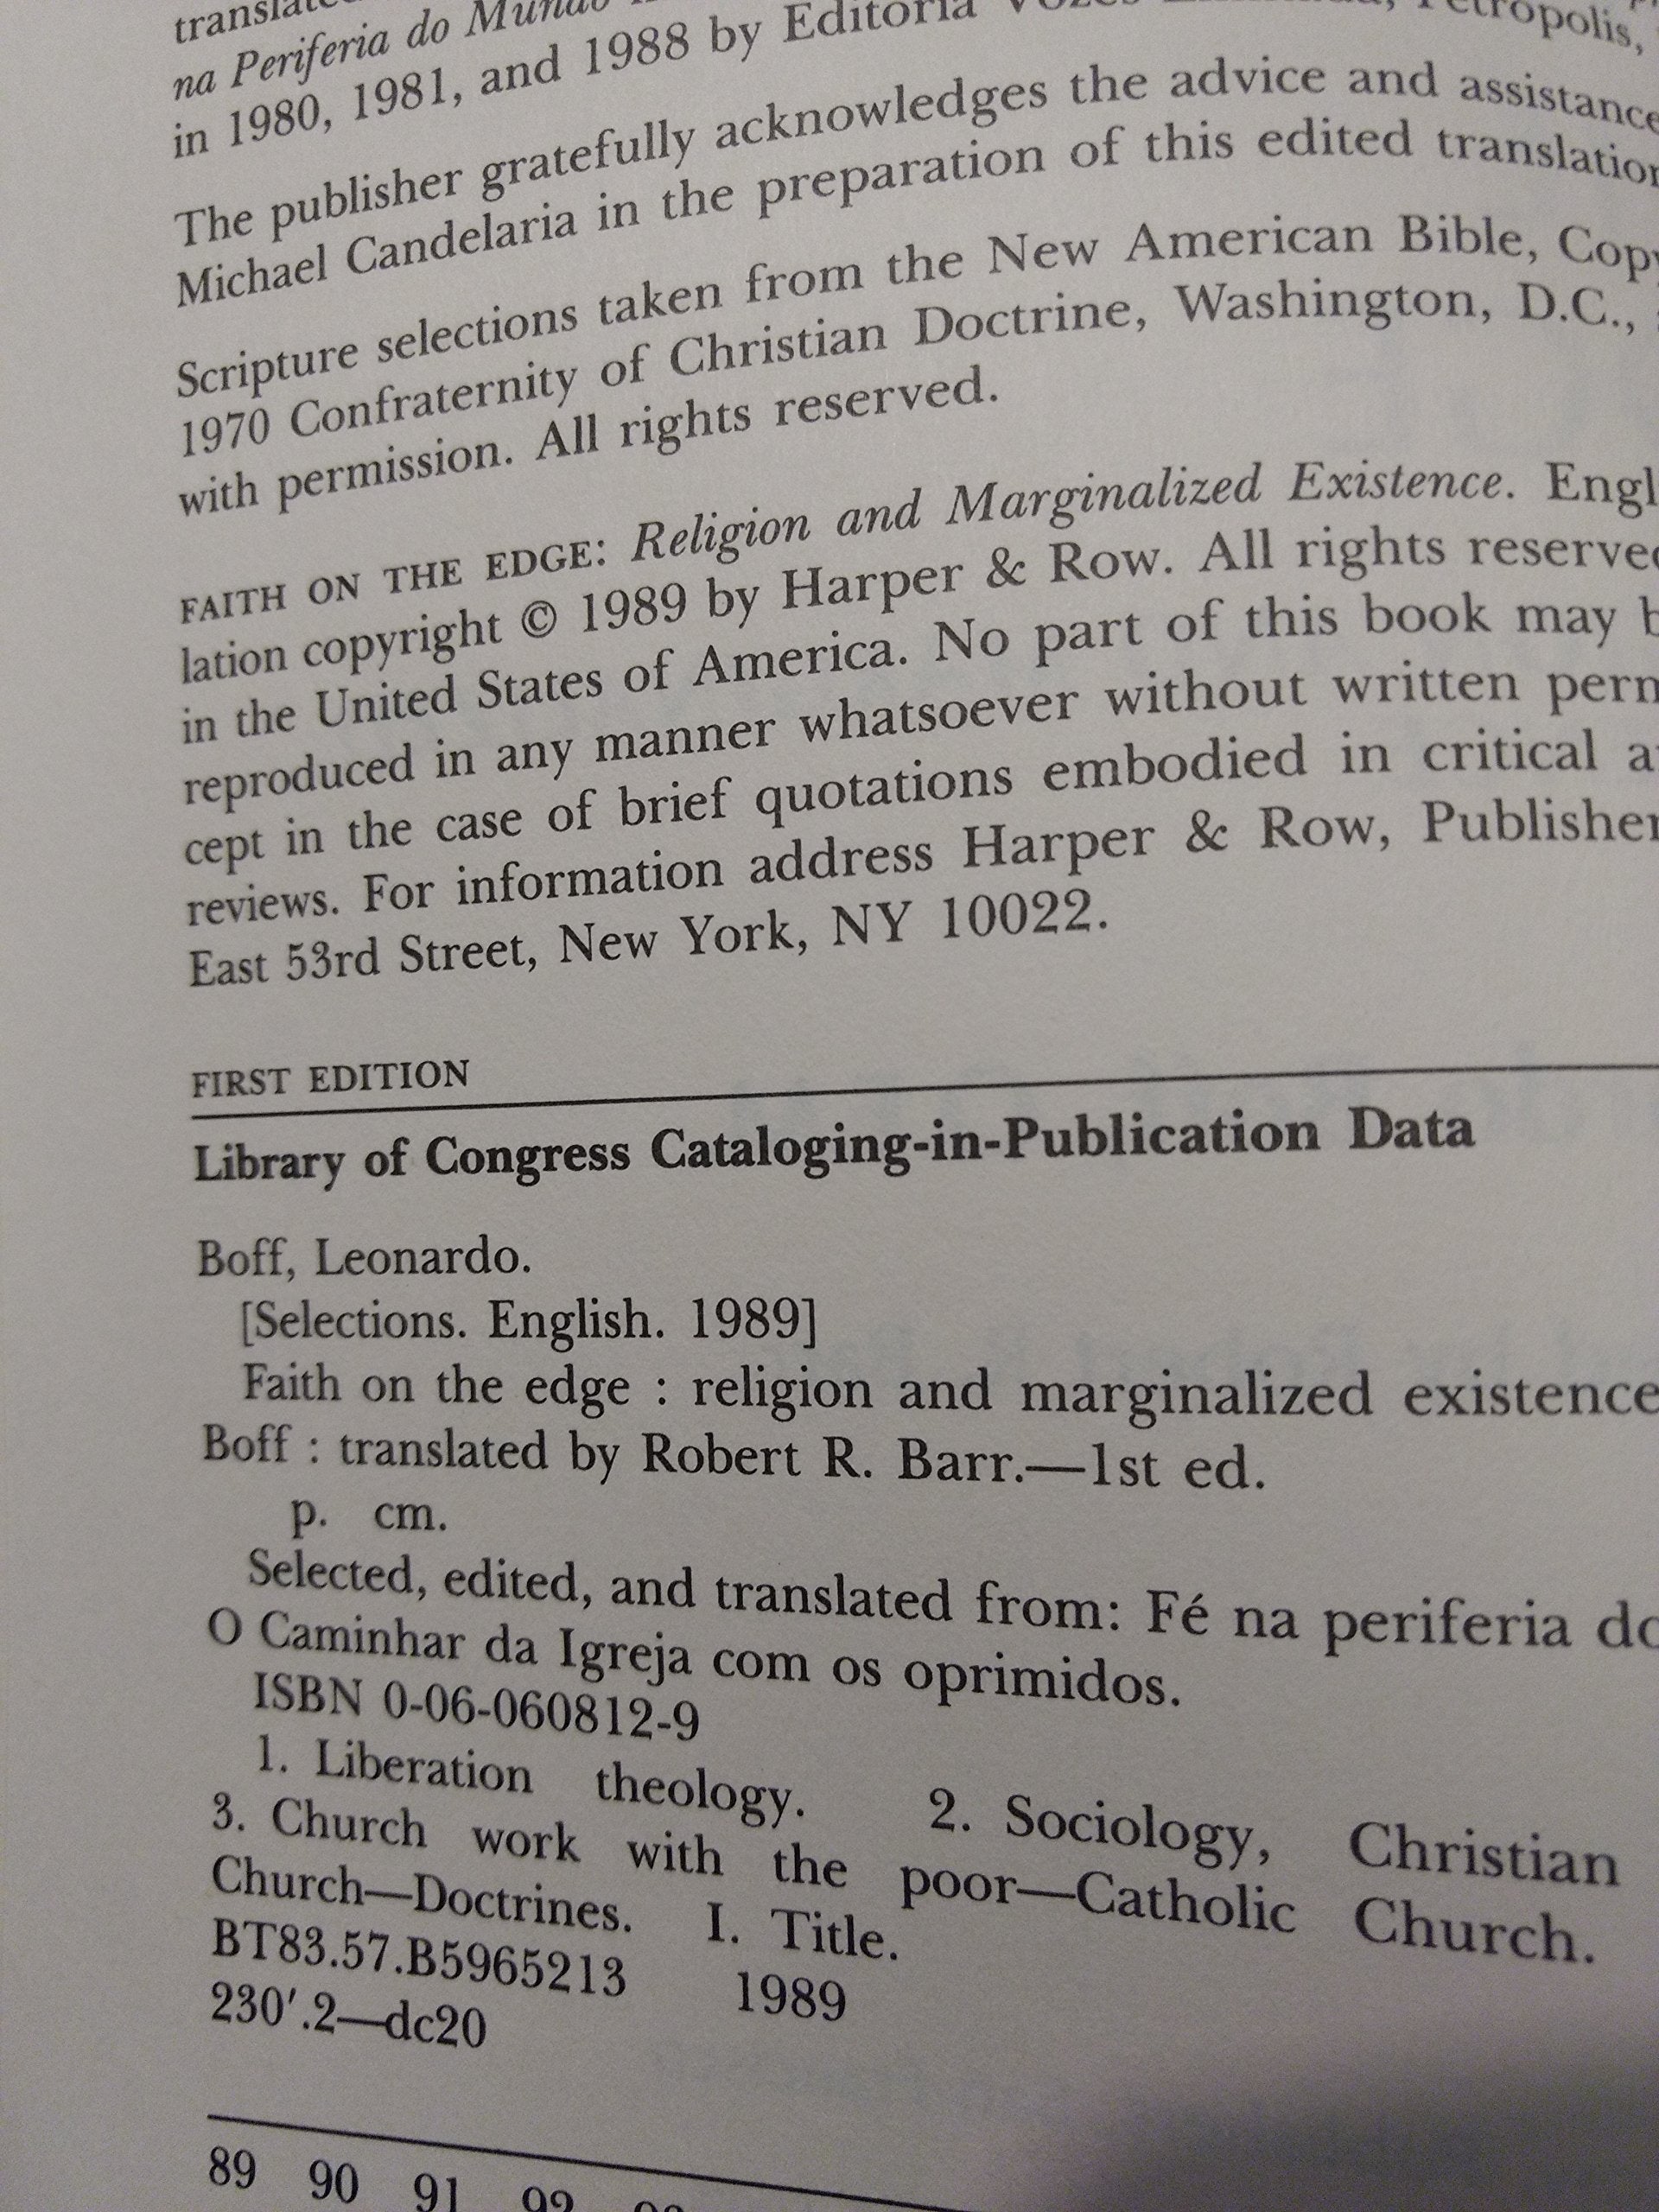 na Periferia do Mundo
in 1980, 1981, and 1988 by Editoria Vozes Petropolis,
The publisher gratefully acknowledges the advice and assistance
Michael Candelaria in the preparation of this edited translation
Scripture selections taken from the New American Bible, Copy
1970 Confraternity of Christian Doctrine, Washington, D.C.,
with permission. All rights reserved.
FAITH ON THE EDGE: Religion and Marginalized Existence. Engl
lation copyright © 1989 by Harper & Row. All rights reserved
in the United States of America. No part of this book may b
reproduced in any manner whatsoever without written perm
cept in the case of brief quotations embodied in critical a
reviews. For information address Harper & Row, Publisher
East 53rd Street, New York, NY 10022.
FIRST EDITION
Library of Congress Cataloging-in-Publication Data
Boff, Leonardo.
[Selections. English. 1989]
Faith on the edge : religion and marginalized existence
Boff : translated by Robert R. Barr.—1st ed.
p. cm.
Selected, edited, and translated from: Fé na periferia do
O Caminhar da Igreja com os oprimidos.
ISBN 0-06-060812-9
1. Liberation theology. 2. Sociology, Christian
3. Church work with the poor—Catholic Church.
Church—Doctrines. I. Title.
BT83.57.B5965213 1989
230'.2—dc20
89 90 91 92